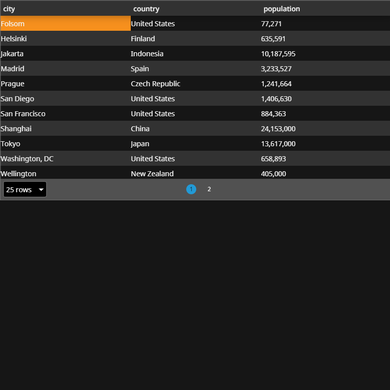 city country population
Folsom United States 77,271
Helsinki Finland 635,591
Jakarta Indonesia 10,187,595
Madrid Spain 3,233,527
Prague Czech Republic 1,241,664
San Diego United States 1,406,630
San Francisco United States 884,363
Shanghai China 24,153,000
Tokyo Japan 13,617,000
Washington, DC United States 658,893
Wellington New Zealand 405,000
25 rows 1 2